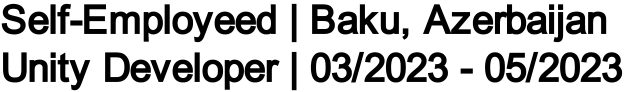 Self-Employeed | Baku, Azerbaijan
Unity Developer | 03/2023 - 05/2023